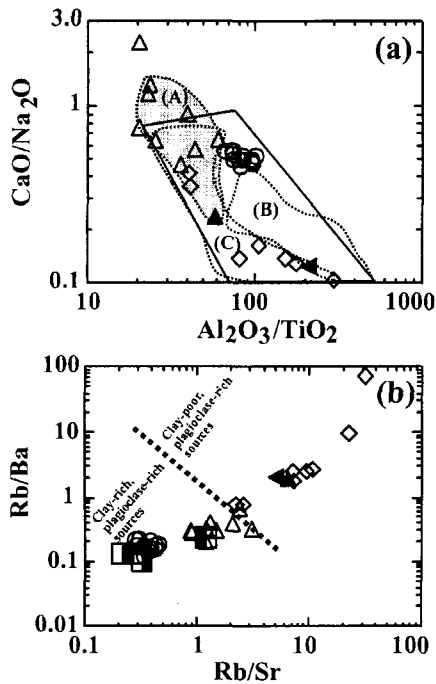 3.0
(a)
(A)
CaO/Na2O
1
(B)
(C)
0.1
10
100
1000
Al2O3/TiO2
100
(b)
Clay-poor,
plagioclase-rich
sources
10
Rb/Ba
1
Clay-rich,
plagioclase-rich
sources
0.1
0.01
0.1
1
10
100
Rb/Sr